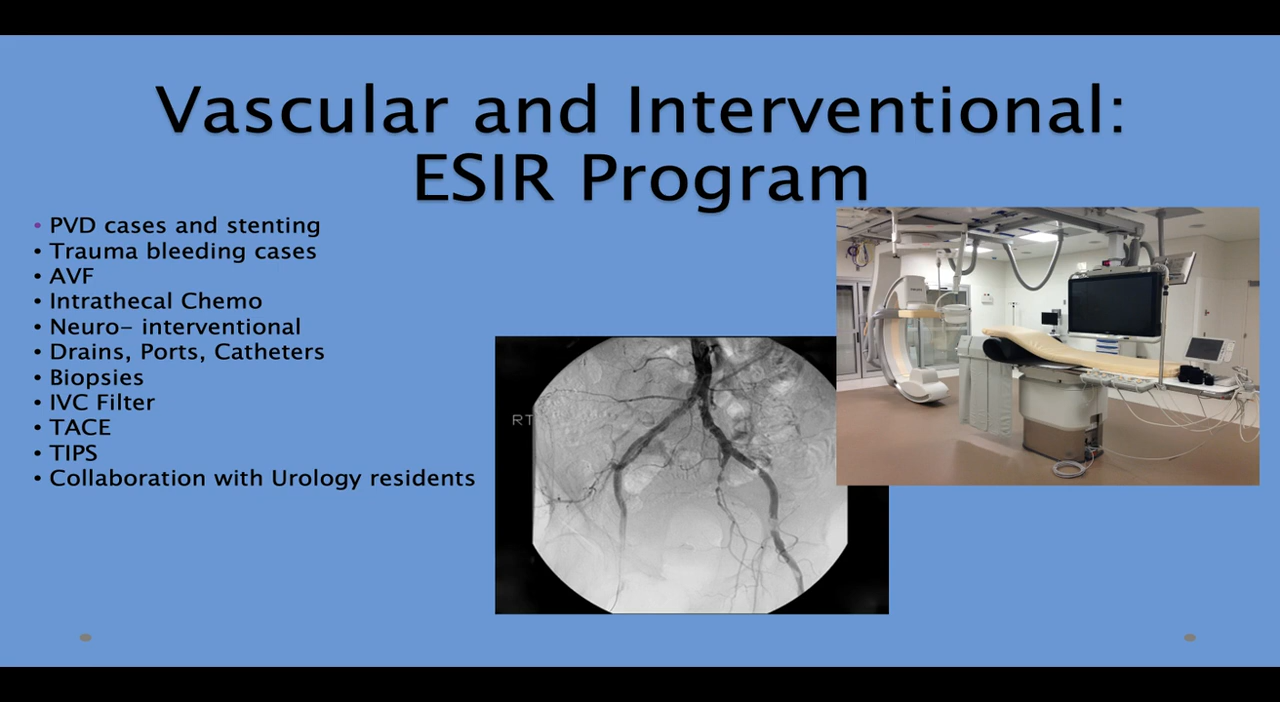 Vascular and Interventional:
ESIR Program
• PVD cases and stenting
• Trauma bleeding cases
• AVF
• Intrathecal Chemo
• Neuro- interventional
• Drains, Ports, Catheters
• Biopsies
• IVC Filter
• TACE
• TIPS
• Collaboration with Urology residents
RT